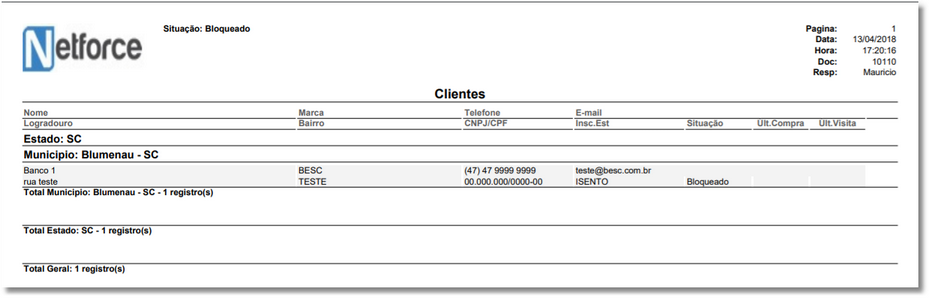 Netforce
Situação: Bloqueado
Pagina: 1
Data: 13/04/2018
Hora: 17:20:16
Doc: 10110
Resp: Mauricio
Clientes
Nome Marca Telefone E-mail
Logradouro Bairro CNPJ/CPF Insc.Est Situação Ult.Compra Ult.Visita
Estado: SC
Municipio: Blumenau - SC
Banco 1 BESC (47) 47 9999 9999 teste@besc.com.br
rua teste TESTE 00.000.000/0000-00 ISENTO Bloqueado
Total Municipio: Blumenau - SC - 1 registro(s)
Total Estado: SC - 1 registro(s)
Total Geral: 1 registro(s)